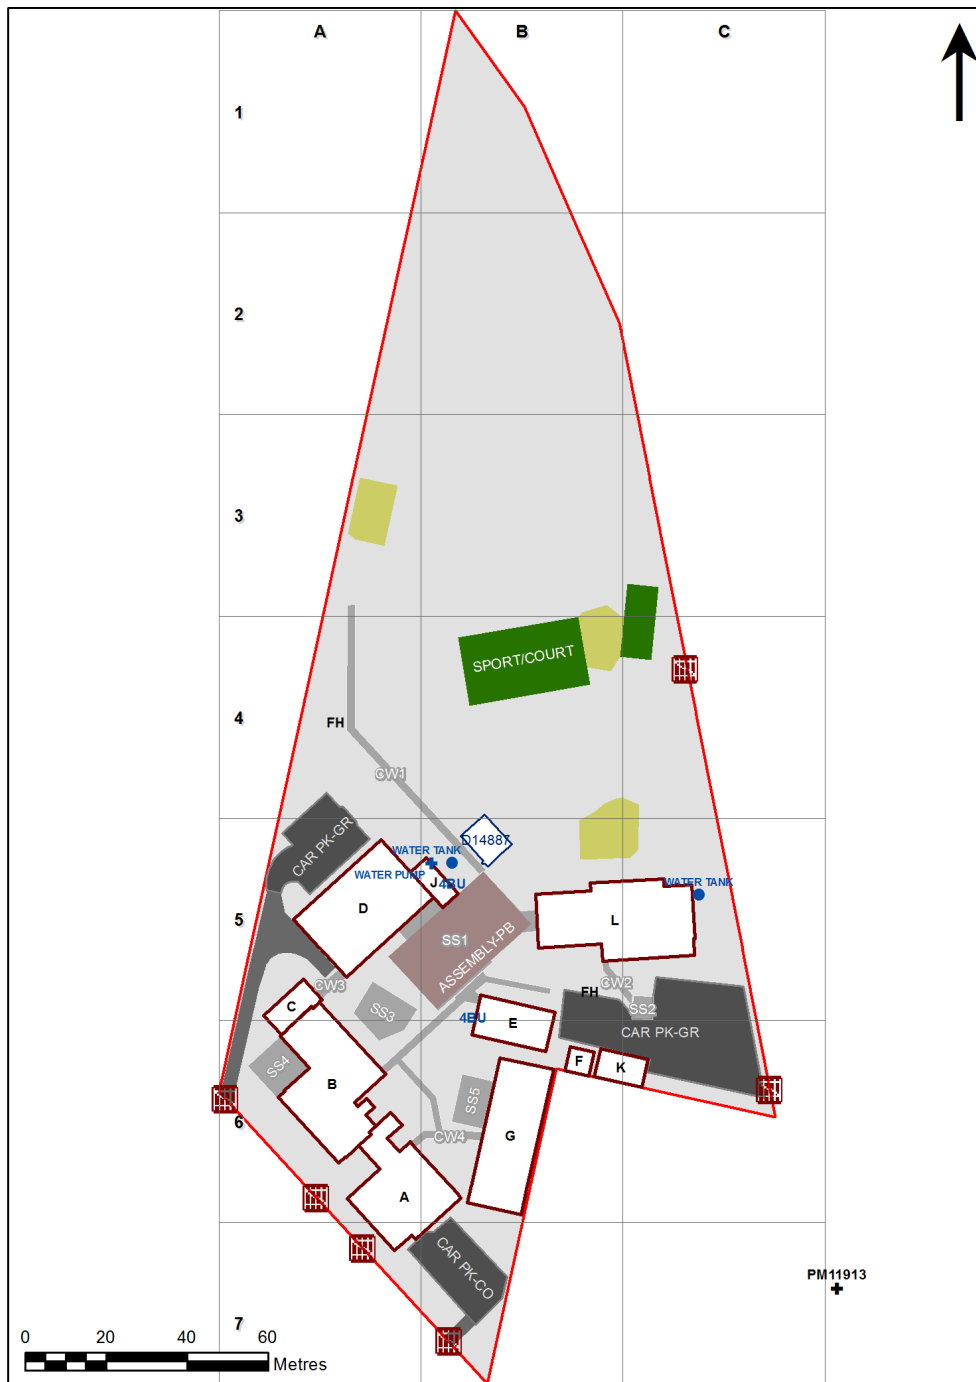 A
B
C
1
2
3
SPORT/COURT
4
FH
CW1
CAR PK-GR
D14887
WATER TANK
WATER PUMP
J
4BU
WATER TANK
D
L
5
SS1
ASSEMBLY-PB
CW3
CW2
FH
SS2
C
SS3
4BU
E
CAR PK-GR
SS4
F
K
B
SS5
6
CW4
G
A
CAR PK-CO
PM11913
7
0 20 40 60
Metres